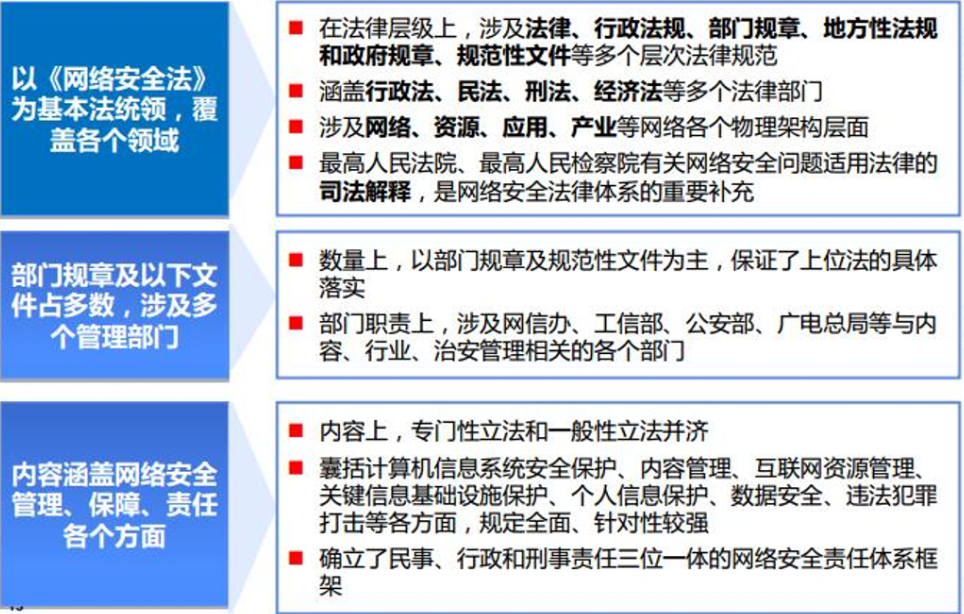 以《网络安全法》
为基本法统领，覆
盖各个领域
■ 在法律层级上，涉及法律、行政法规、部门规章、地方性法规
和政府规章、规范性文件等多个层次法律规范
■ 涵盖行政法、民法、刑法、经济法等多个法律部门
■ 涉及网络、资源、应用、产业等网络各个物理架构层面
■ 最高人民法院、最高人民检察院有关网络安全问题适用法律的
司法解释，是网络安全法律体系的重要补充
部门规章及以下文
件占多数，涉及多
个管理部门
■ 数量上，以部门规章及规范性文件为主，保证了上位法的具体
落实
■ 部门职责上，涉及网信办、工信部、公安部、广电总局等与内
容、行业、治安管理相关的各个部门
内容涵盖网络安全
管理、保障、责任
各个方面
■ 内容上，专门性立法和一般性立法并济
■ 囊括计算机信息系统安全保护、内容管理、互联网资源管理、
关键信息基础设施保护、个人信息保护、数据安全、违法犯罪
打击等各方面，规定全面、针对性较强
■ 确立了民事、行政和刑事责任三位一体的网络安全责任体系框
架